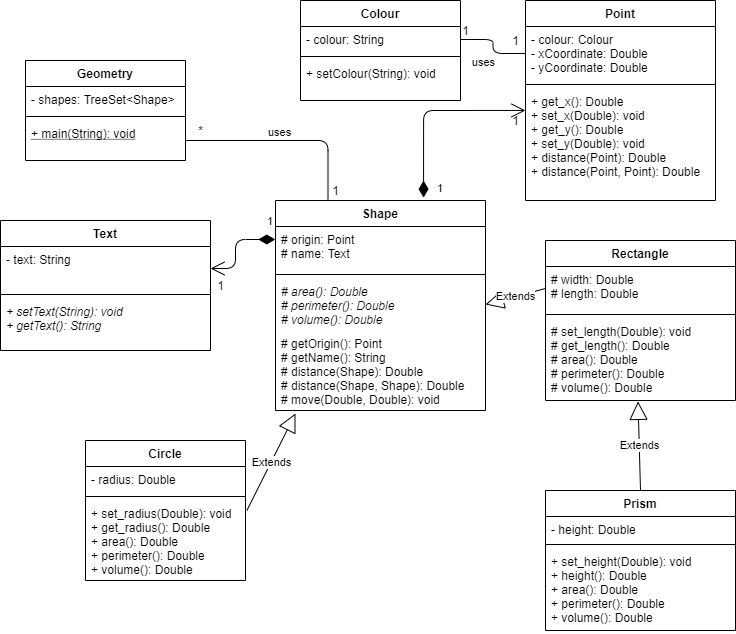 Colour
- colour: String
+ setColour(String): void
1
1
uses
Point
- colour: Colour
- xCoordinate: Double
- yCoordinate: Double
+ get_x(): Double
+ set_x(Double): void
+ get_y(): Double
+ set_y(Double): void
+ distance(Point): Double
+ distance(Point, Point): Double
Geometry
- shapes: TreeSet<Shape>
+ main(String): void
*
uses
1
1
1
Shape
# origin: Point
# name: Text
# area(): Double
# perimeter(): Double
# volume(): Double
# getOrigin(): Point
# getName(): String
# distance(Shape): Double
# distance(Shape, Shape): Double
# move(Double, Double): void
Text
- text: String
+ setText(String): void
+ getText(): String
1
1
Rectangle
# width: Double
# length: Double
# set_length(Double): void
# get_length(): Double
# area(): Double
# perimeter(): Double
# volume(): Double
Extends
Extends
Extends
Circle
- radius: Double
+ set_radius(Double): void
+ get_radius(): Double
+ area(): Double
+ perimeter(): Double
+ volume(): Double
Prism
- height: Double
+ set_height(Double): void
+ height(): Double
+ area(): Double
+ perimeter(): Double
+ volume(): Double